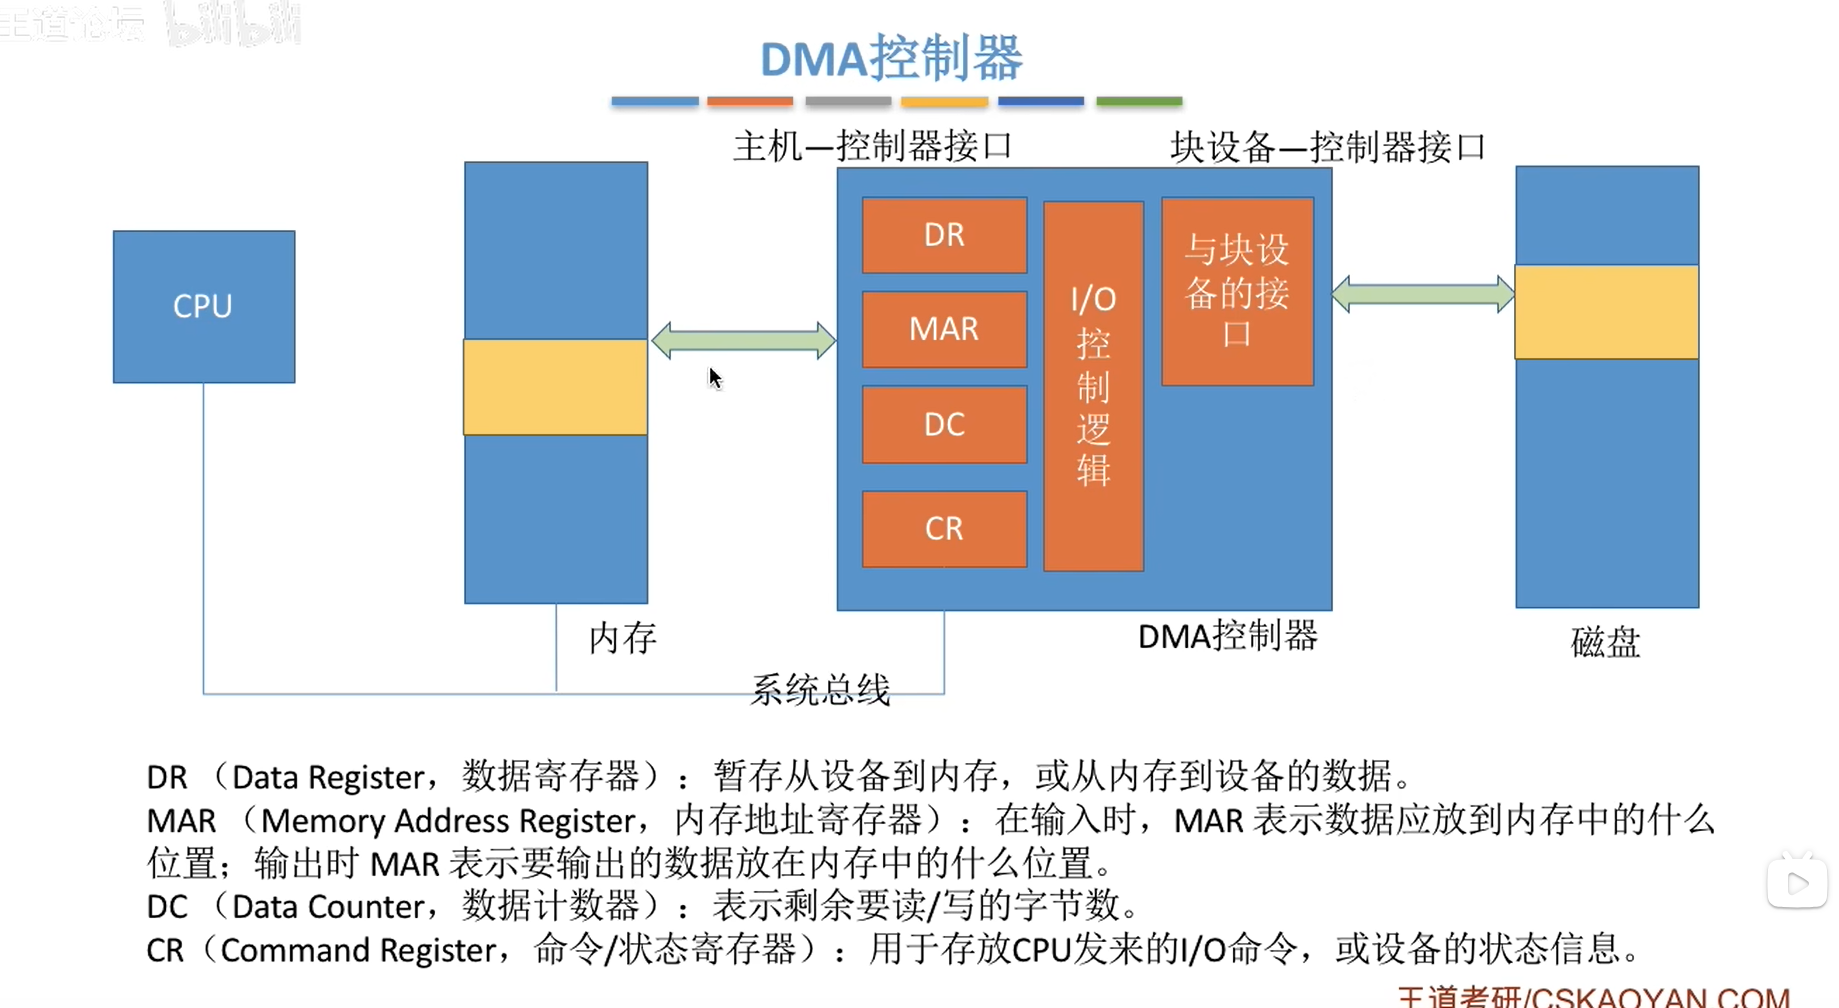 王道论坛 bilibili
DMA控制器
主机—控制器接口
块设备—控制器接口
CPU
DR
MAR
DC
CR
I/O
控
制
逻
辑
与块设
备的接
口
内存
DMA控制器
磁盘
系统总线
DR （Data Register，数据寄存器）：暂存从设备到内存，或从内存到设备的数据。
MAR （Memory Address Register，内存地址寄存器）：在输入时，MAR 表示数据应放到内存中的什么
位置；输出时 MAR 表示要输出的数据放在内存中的什么位置。
DC （Data Counter，数据计数器）：表示剩余要读/写的字节数。
CR（Command Register，命令/状态寄存器）：用于存放CPU发来的I/O命令，或设备的状态信息。
王道考研/CSKAOYAN.COM